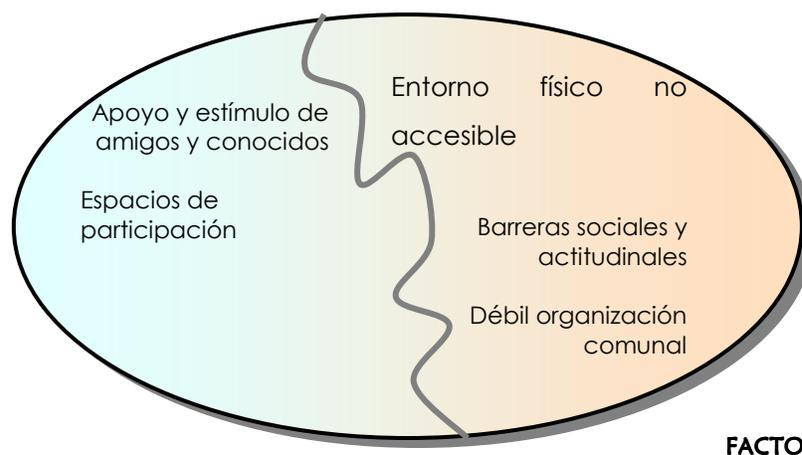 Apoyo y estímulo de
amigos y conocidos
Espacios de
participación
Entorno físico no
accesible
Barreras sociales y
actitudinales
Débil organización
comunal
FACTO